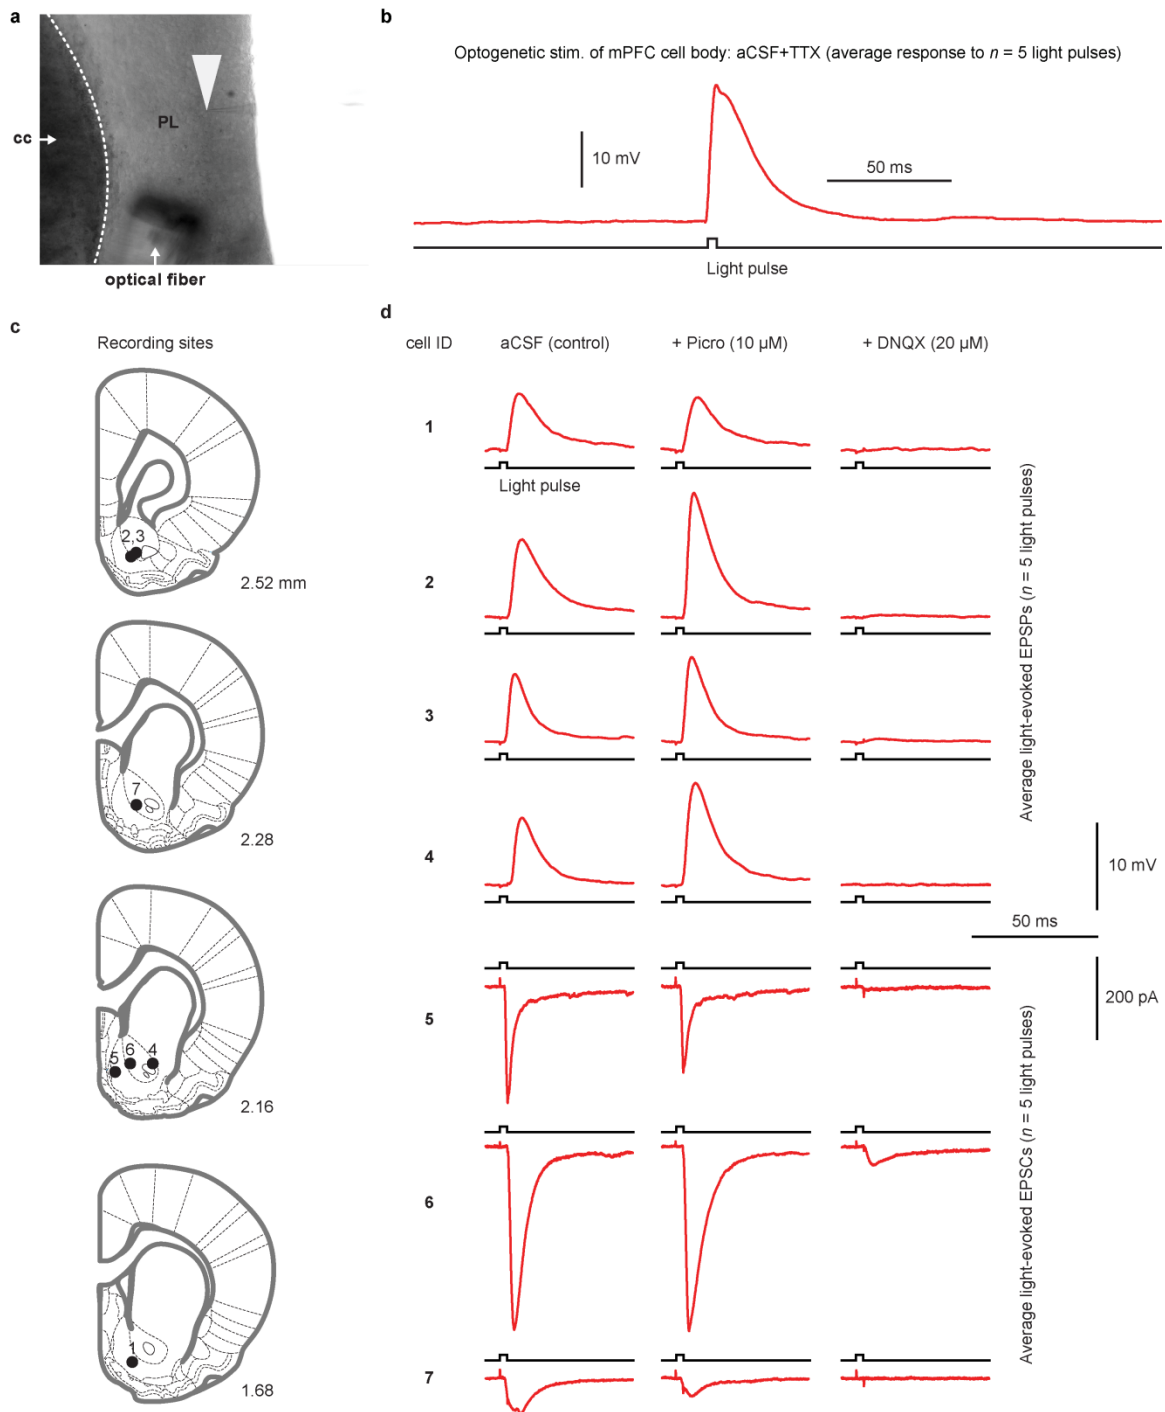 a
PL
cc
optical fiber
b
Optogenetic stim. of mPFC cell body: aCSF+TTX (average response to n = 5 light pulses)
10 mV
50 ms
Light pulse
c
Recording sites
2,3
2.52 mm
7
2.28
5 6 4
2.16
1
1.68
d
cell ID aCSF (control) + Picro (10 µM) + DNQX (20 µM)
1
Light pulse
2
3
4
Average light-evoked EPSPs (n = 5 light pulses)
10 mV
50 ms
200 pA
5
6
7
Average light-evoked EPSCs (n = 5 light pulses)